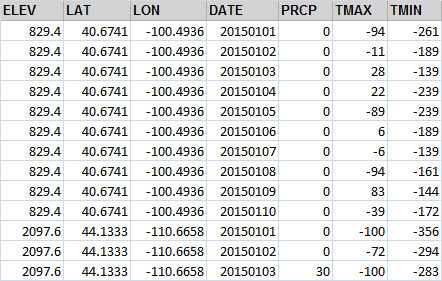 ELEV LAT LON DATE PRCP TMAX TMIN
829.4 40.6741 -100.4936 20150101 0 -94 -261
829.4 40.6741 -100.4936 20150102 0 -11 -189
829.4 40.6741 -100.4936 20150103 0 28 -139
829.4 40.6741 -100.4936 20150104 0 22 -239
829.4 40.6741 -100.4936 20150105 0 -89 -239
829.4 40.6741 -100.4936 20150106 0 6 -189
829.4 40.6741 -100.4936 20150107 0 -6 -139
829.4 40.6741 -100.4936 20150108 0 -94 -161
829.4 40.6741 -100.4936 20150109 0 83 -144
829.4 40.6741 -100.4936 20150110 0 -39 -172
2097.6 44.1333 -110.6658 20150101 0 -100 -356
2097.6 44.1333 -110.6658 20150102 0 -72 -294
2097.6 44.1333 -110.6658 20150103 30 -100 -283